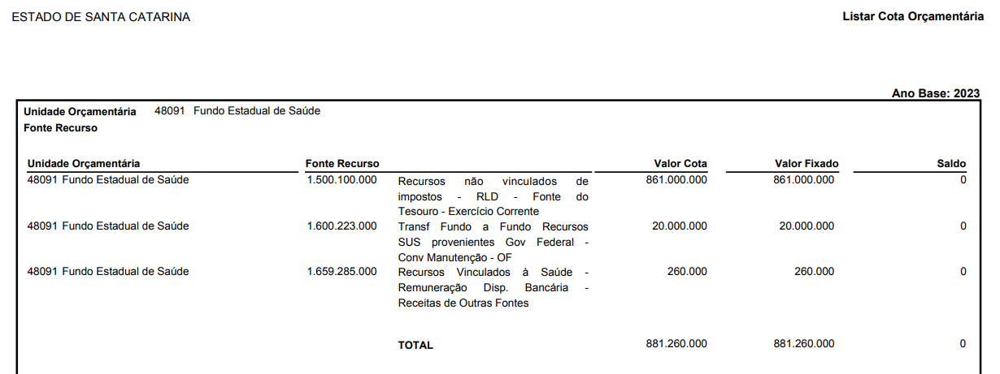 ESTADO DE SANTA CATARINA
Listar Cota Orçamentária
Ano Base: 2023
Unidade Orçamentária 48091 Fundo Estadual de Saúde
Fonte Recurso
Unidade Orçamentária Fonte Recurso Valor Cota Valor Fixado Saldo
48091 Fundo Estadual de Saúde 1.500.100.000 Recursos não vinculados de 861.000.000 861.000.000 0
impostos - RLD - Fonte do
Tesouro - Exercício Corrente
48091 Fundo Estadual de Saúde 1.600.223.000 Transf Fundo a Fundo Recursos 20.000.000 20.000.000 0
SUS provenientes Gov Federal -
Conv Manutenção - OF
48091 Fundo Estadual de Saúde 1.659.285.000 Recursos Vinculados à Saúde - 260.000 260.000 0
Remuneração Disp. Bancária -
Receitas de Outras Fontes
TOTAL 881.260.000 881.260.000 0